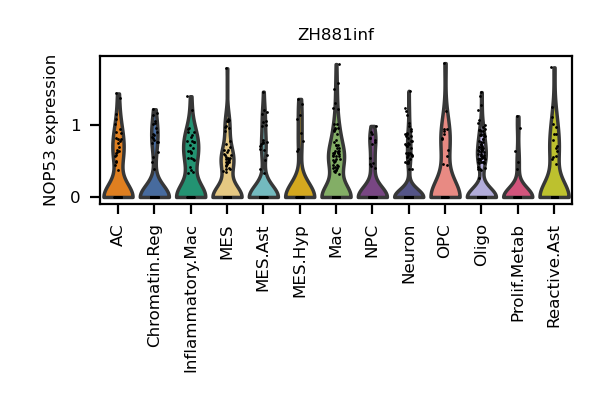 ZH881inf
NOP53 expression
1
0
AC
Chromatin.Reg
Inflammatory.Mac
MES
MES.Ast
MES.Hyp
Mac
NPC
Neuron
OPC
Oligo
Prolif.Metab
Reactive.Ast